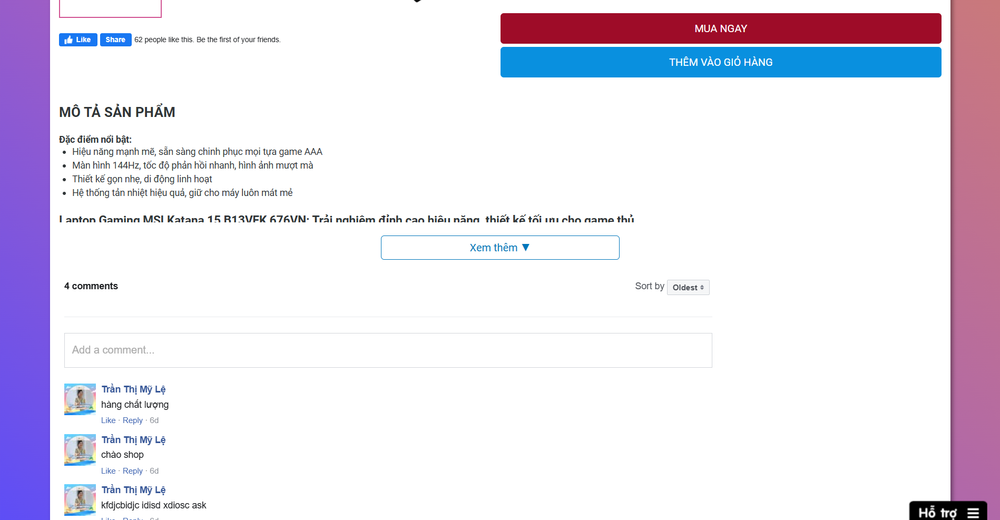 Like Share 62 people like this. Be the first of your friends.
MUA NGAY
THÊM VÀO GIỎ HÀNG
MÔ TẢ SẢN PHẨM
Đặc điểm nổi bật:
Hiệu năng mạnh mẽ, sẵn sàng chinh phục mọi tựa game AAA
Màn hình 144Hz, tốc độ phản hồi nhanh, hình ảnh mượt mà
Thiết kế gọn nhẹ, di động linh hoạt
Hệ thống tản nhiệt hiệu quả, giữ cho máy luôn mát mẻ
Laptop Gaming MSI Katana 15 B13VFK 676VN: Trải nghiệm đỉnh cao hiệu năng, thiết kế tối ưu cho game thủ
Xem thêm ▼
4 comments
Sort by Oldest
Add a comment...
Trần Thị Mỹ Lệ
hàng chất lượng
Like · Reply · 6d
Trần Thị Mỹ Lệ
chào shop
Like · Reply · 6d
Trần Thị Mỹ Lệ
kfdjcbidjc idisd xdiosc ask
Like · Reply · 6d
Hỗ trợ